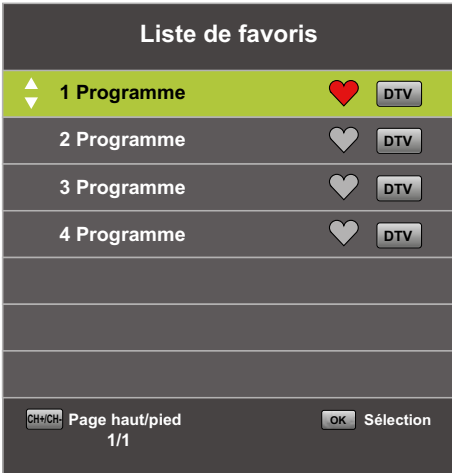 Liste de favoris
1 Programme DTV
2 Programme DTV
3 Programme DTV
4 Programme DTV
CH+/CH- Page haut/pied OK Sélection
1/1